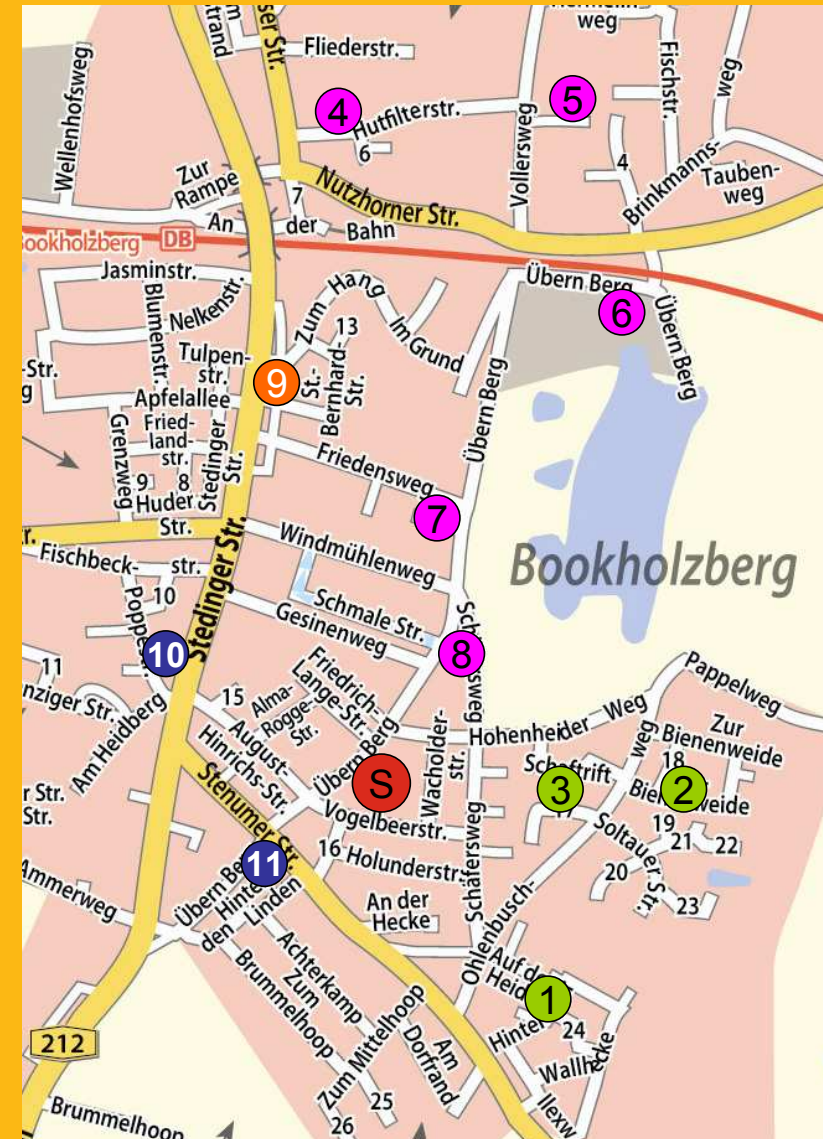 weg
Fliederstr.
Fischstr.
weg
Wellenhofsweg
4
5
Hutfilterstr.
6
Vollersweg
4
Brinkmanns-
Tauben-
weg
Zur
Rampe
7
Nutzhorner Str.
An der Bahn
Bookholzberg DB
Jasminstr.
Übern Berg
6
Übern Berg
Blumenstr.
Nelkenstr.
Zum Hang
13
Im Grund
Tulpen-
str.
-Str.
9
St.-
Bernhard-
Str.
Übern Berg
Apfelallee
Fried-
land-
str.
Grenzweg
9
8
Stedinger
Str.
Friedensweg
7
Huder
Str.
Windmühlenweg
Bookholzberg
Fischbeck- str.
10
Stedinger Str.
Schmale Str.
Gesinenweg
10
8
11
Am Heidberg
15
Alma-
Rogge-
Str.
Friedrich-
Lange-Str.
August-
Hinrichs-Str.
Übern Berg
Hohenheider Weg
Pappelweg
Zur
Bienenweide
18
weg
Wacholder-
str.
S
3
2
Stenumer Str.
Vogelbeerstr.
Soltauer Str.
19
21
22
20
23
16
Holunderstr.
Schäfersweg
11
Ammerweg
An der
Hecke
Ohlenbusch-
den Linden
Achterkamp
Zum
Brummelhoop
Zum Mittelhoop
Am
Dorfrand
1
24
Wallhecke
212
25
26
Brummelhoop